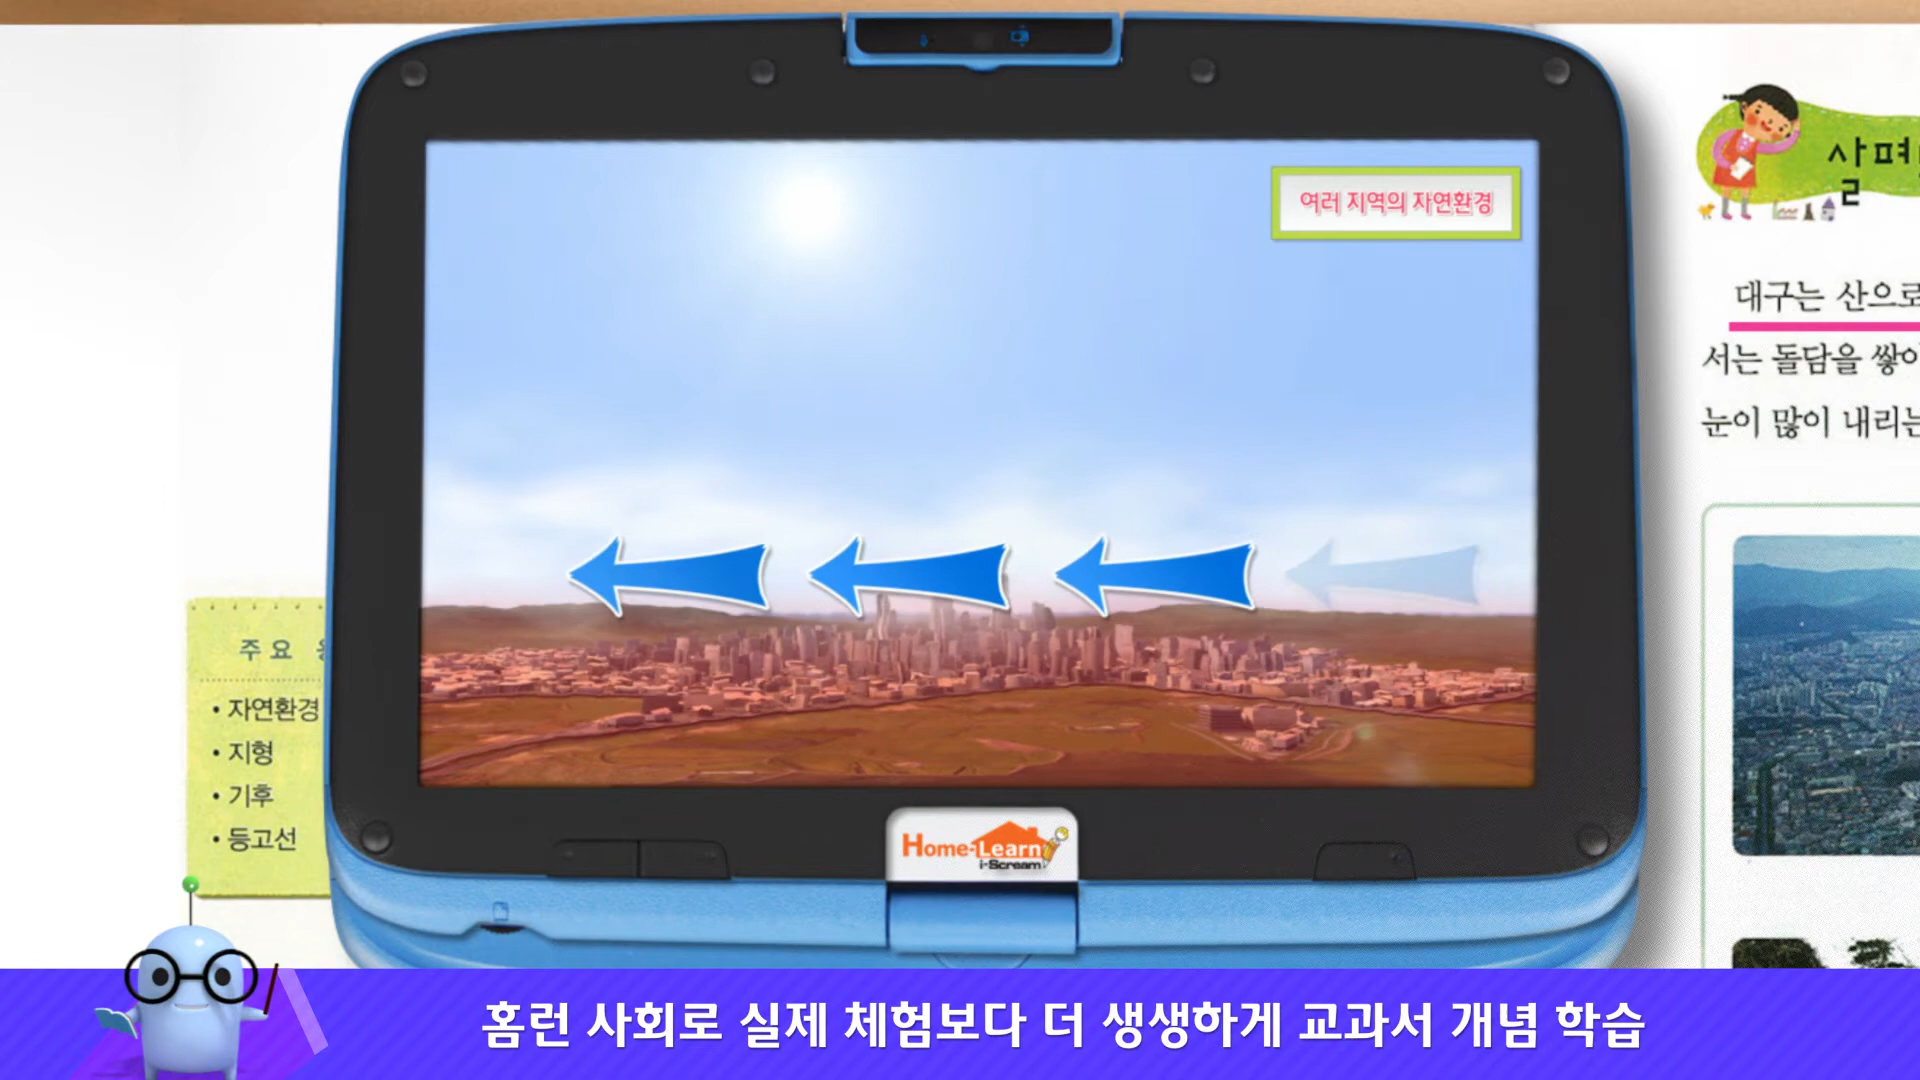 여러 지역의 자연환경
대구는 산으로
서는 돌담을
눈이 많이 내리는
주요
• 자연환경
• 지형
• 기후
• 등고선
Home-Learn
i-Scream
홈런 사회로 실제 체험보다 더 생생하게 교과서 개념 학습